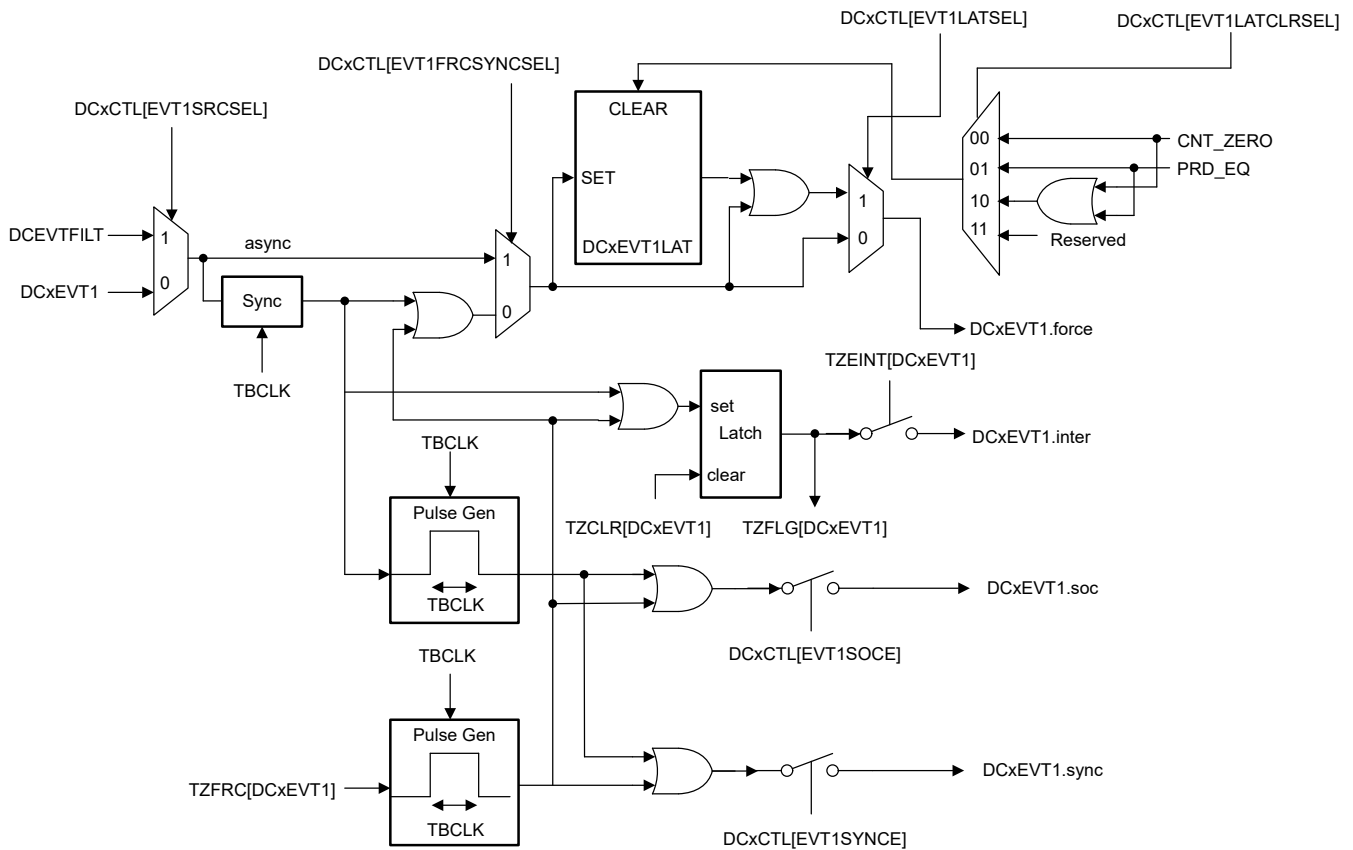 DCxCTL[EVT1LATSEL]
DCxCTL[EVT1LATCLRSEL]
DCxCTL[EVT1FRCSYNCSEL]
DCxCTL[EVT1SRCSEL]
CLEAR
00
CNT_ZERO
01
PRD_EQ
SET
1
10
DCEVTFILT
1
async
0
11
Reserved
DCxEVT1LAT
1
DCxEVT1
0
Sync
0
DCxEVT1.force
TBCLK
TZEINT[DCxEVT1]
set
Latch
DCxEVT1.inter
TBCLK
clear
Pulse Gen
TZCLR[DCxEVT1]
TZFLG[DCxEVT1]
TBCLK
DCxEVT1.soc
DCxCTL[EVT1SOCE]
TBCLK
Pulse Gen
DCxEVT1.sync
TZFRC[DCxEVT1]
TBCLK
DCxCTL[EVT1SYNCE]